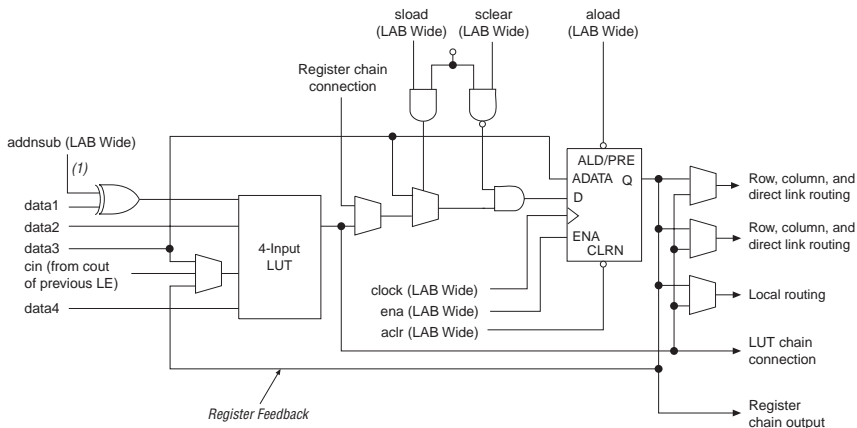 sload
(LAB Wide)
sclear
(LAB Wide)
aload
(LAB Wide)
Register chain
connection
addnsub (LAB Wide)
(1)
data1
data2
data3
cin (from cout
of previous LE)
data4
4-Input
LUT
ALD/PRE
ADATA Q
D
ENA
CLRN
clock (LAB Wide)
ena (LAB Wide)
aclr (LAB Wide)
Row, column, and
direct link routing
Row, column, and
direct link routing
Local routing
LUT chain
connection
Register
chain output
Register Feedback